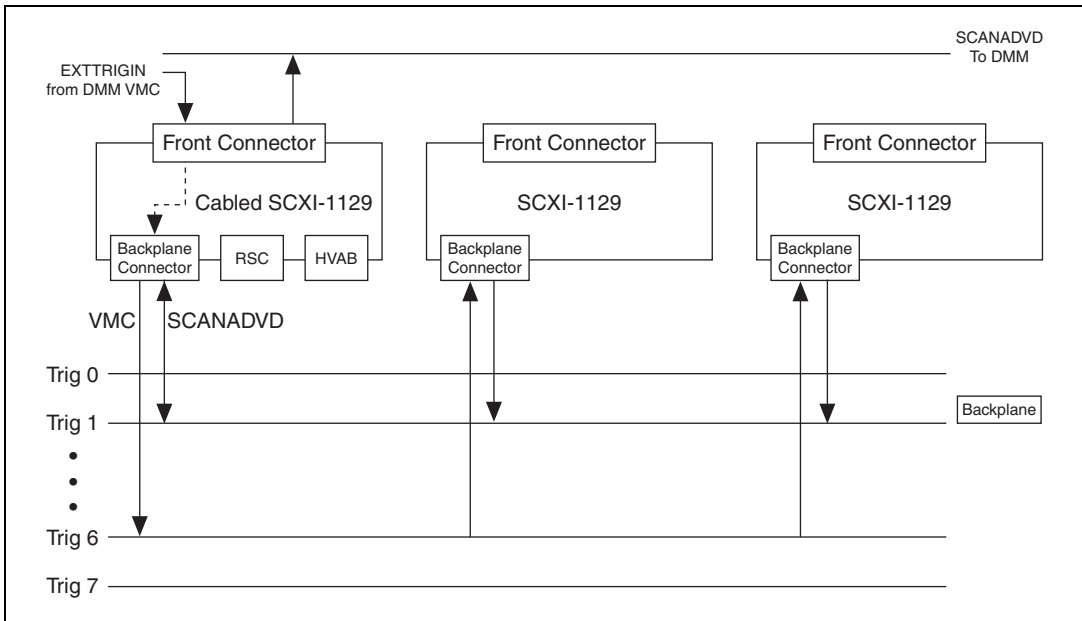 SCANADVD
To DMM
EXTTRIGIN
from DMM VMC
Front Connector
Front Connector
Front Connector
Cabled SCXI-1129
SCXI-1129
SCXI-1129
Backplane
Connector
RSC
HVAB
Backplane
Connector
Backplane
Connector
VMC
SCANADVD
Trig 0
Trig 1
Backplane
Trig 6
Trig 7